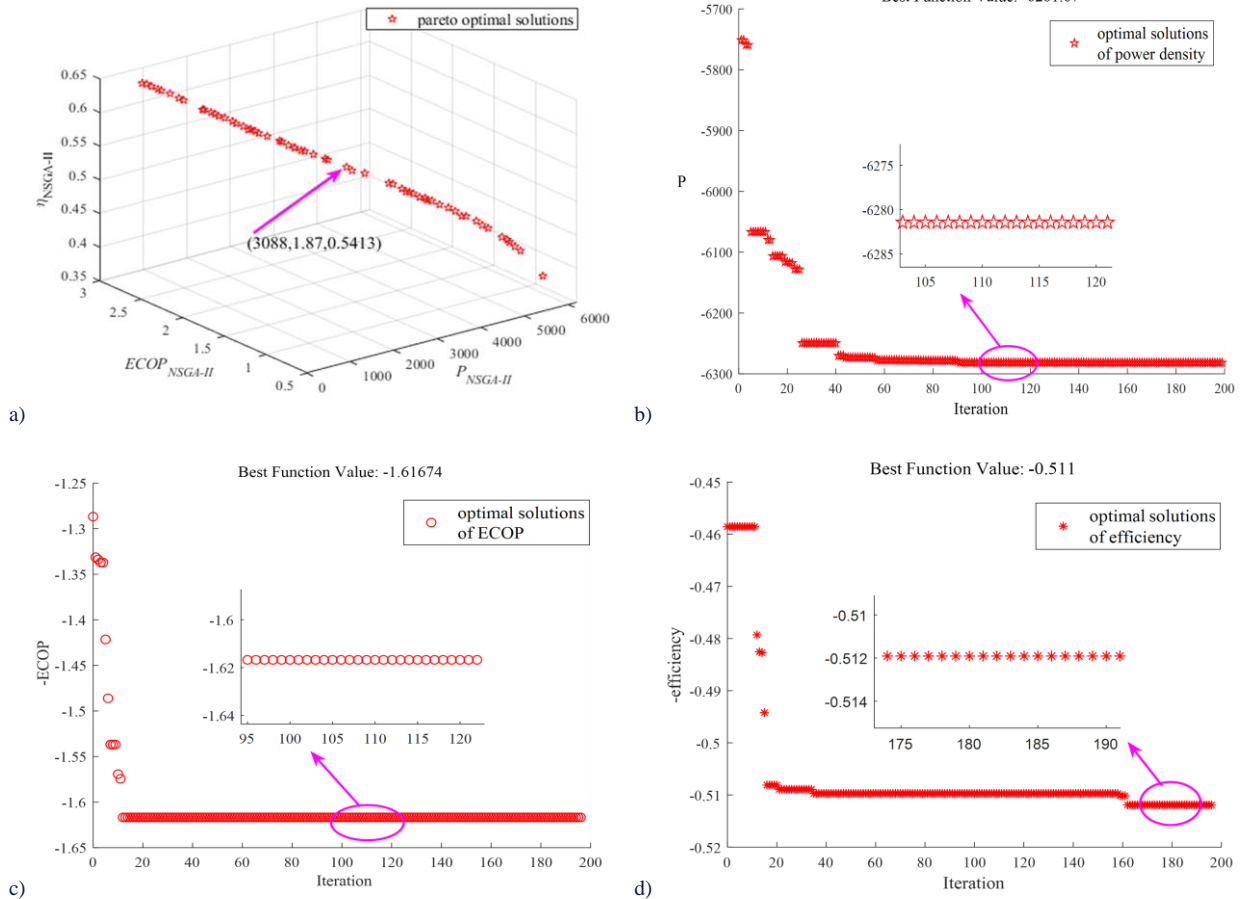 pareto optimal solutions
0.65
0.6
0.55
0.5
0.45
0.4
0.35
η_NSGA-II
(3088,1.87,0.5413)
3
2.5
2
1.5
1
0.5
ECOP_NSGA-II
0
1000
2000
3000
4000
5000
6000
P_NSGA-II
a)
optimal solutions
of power density
-5700
-5800
-5900
-6000
-6100
-6200
-6300
P
-6275
-6280
-6285
105 110 115 120
0 20 40 60 80 100 120 140 160 180 200
Iteration
b)
Best Function Value: -1.61674
optimal solutions
of ECOP
-1.25
-1.3
-1.35
-1.4
-1.45
-1.5
-1.55
-1.6
-1.65
-ECOP
-1.6
-1.62
-1.64
95 100 105 110 115 120
0 20 40 60 80 100 120 140 160 180 200
Iteration
c)
Best Function Value: -0.511
optimal solutions
of efficiency
-0.45
-0.46
-0.47
-0.48
-0.49
-0.5
-0.51
-0.52
-efficiency
-0.51
-0.512
-0.514
175 180 185 190
0 20 40 60 80 100 120 140 160 180 200
Iteration
d)